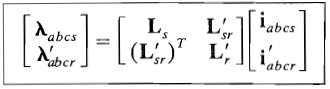 [λ_abcs; λ′_abcr] = [L_s L′_sr; (L′_sr)^T L′_r] [i_abcs; i′_abcr]